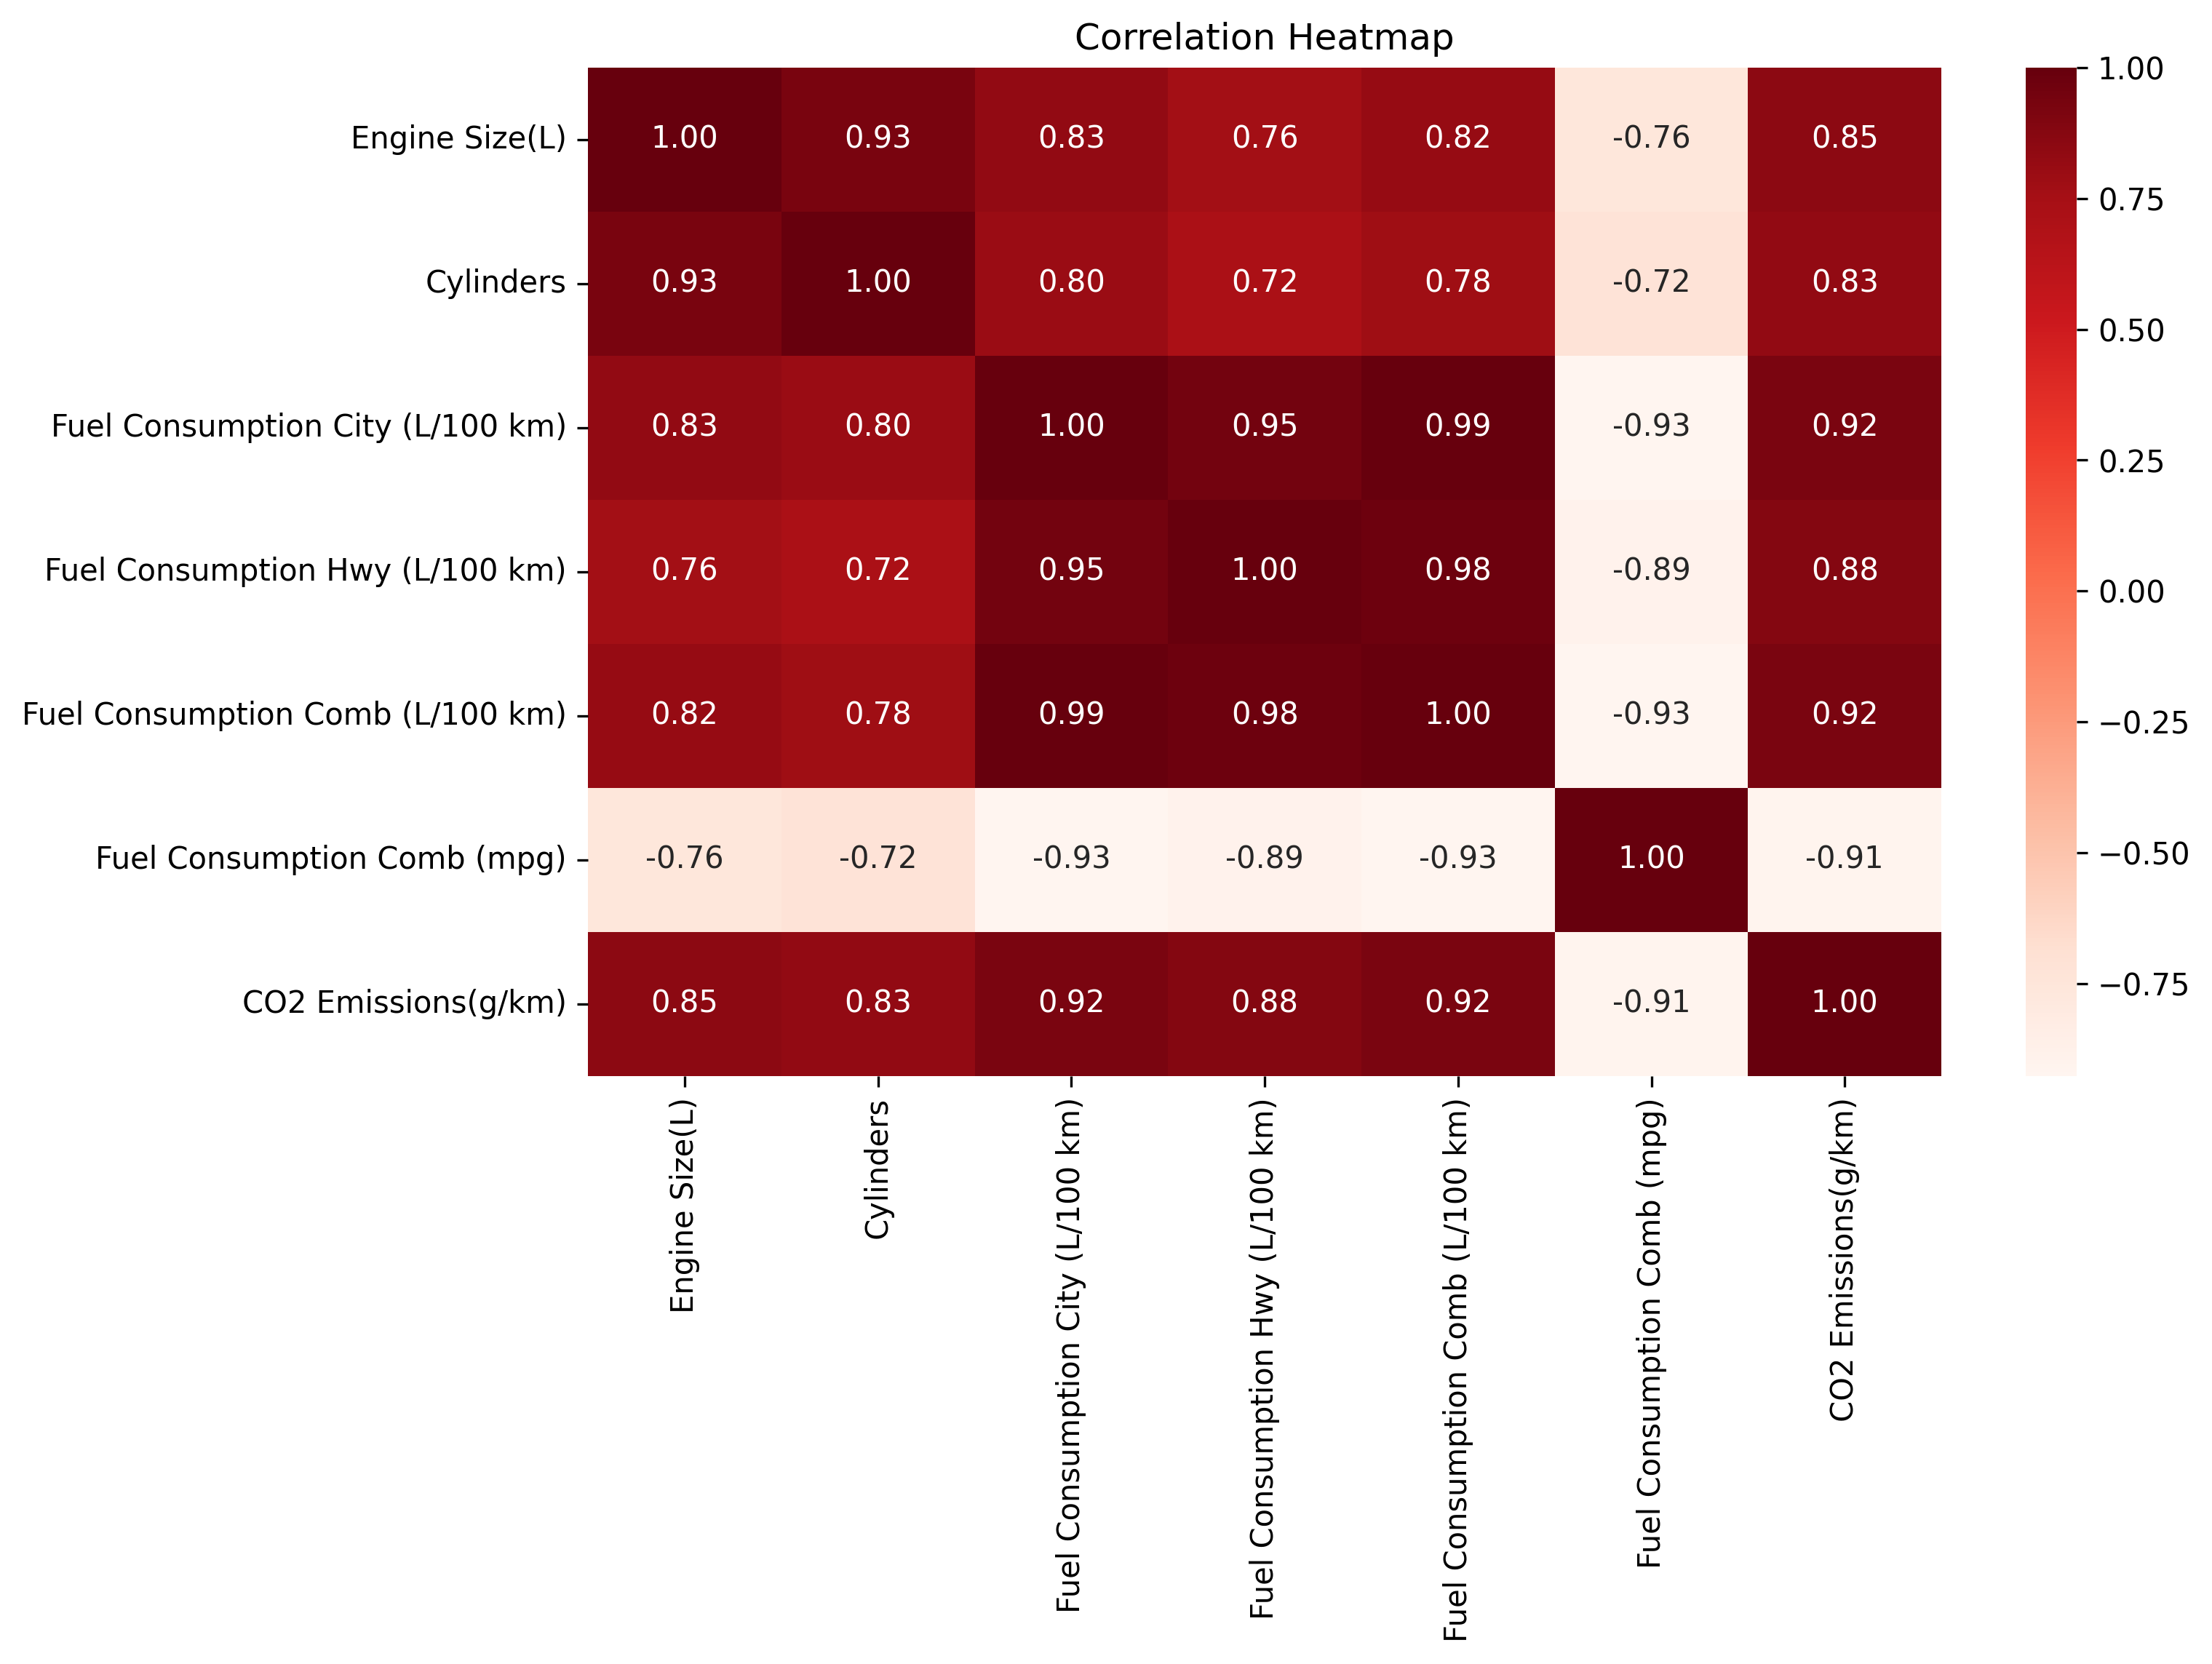 Correlation Heatmap
Engine Size(L) 1.00 0.93 0.83 0.76 0.82 -0.76 0.85
Cylinders 0.93 1.00 0.80 0.72 0.78 -0.72 0.83
Fuel Consumption City (L/100 km) 0.83 0.80 1.00 0.95 0.99 -0.93 0.92
Fuel Consumption Hwy (L/100 km) 0.76 0.72 0.95 1.00 0.98 -0.89 0.88
Fuel Consumption Comb (L/100 km) 0.82 0.78 0.99 0.98 1.00 -0.93 0.92
Fuel Consumption Comb (mpg) -0.76 -0.72 -0.93 -0.89 -0.93 1.00 -0.91
CO2 Emissions(g/km) 0.85 0.83 0.92 0.88 0.92 -0.91 1.00
Engine Size(L)
Cylinders
Fuel Consumption City (L/100 km)
Fuel Consumption Hwy (L/100 km)
Fuel Consumption Comb (L/100 km)
Fuel Consumption Comb (mpg)
CO2 Emissions(g/km)
1.00
0.75
0.50
0.25
0.00
−0.25
−0.50
−0.75